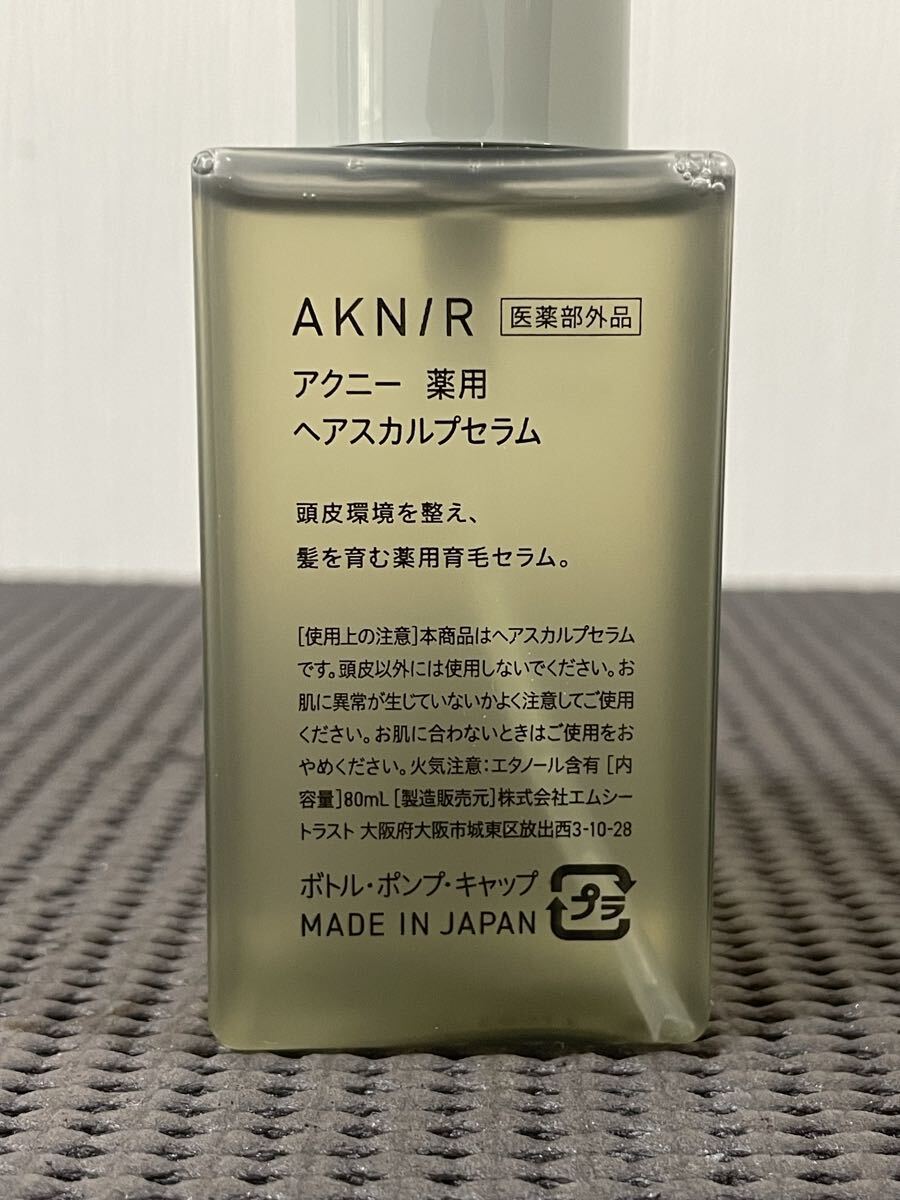 AKN/R 医薬部外品
アクニー 薬用
ヘアスカルプセラム
頭皮環境を整え、
髪を育む薬用育毛セラム。
[使用上の注意]本商品はヘアスカルプセラム
です。頭皮以外には使用しないでください。お
肌に異常が生じていないかよく注意してご使用
ください。お肌に合わないときはご使用をお
やめください。火気注意:エタノール含有 [内
容量]80mL [製造販売元]株式会社エムシー
トラスト 大阪府大阪市城東区放出西3-10-28
ボトル・ポンプ・キャップ プラ
MADE IN JAPAN